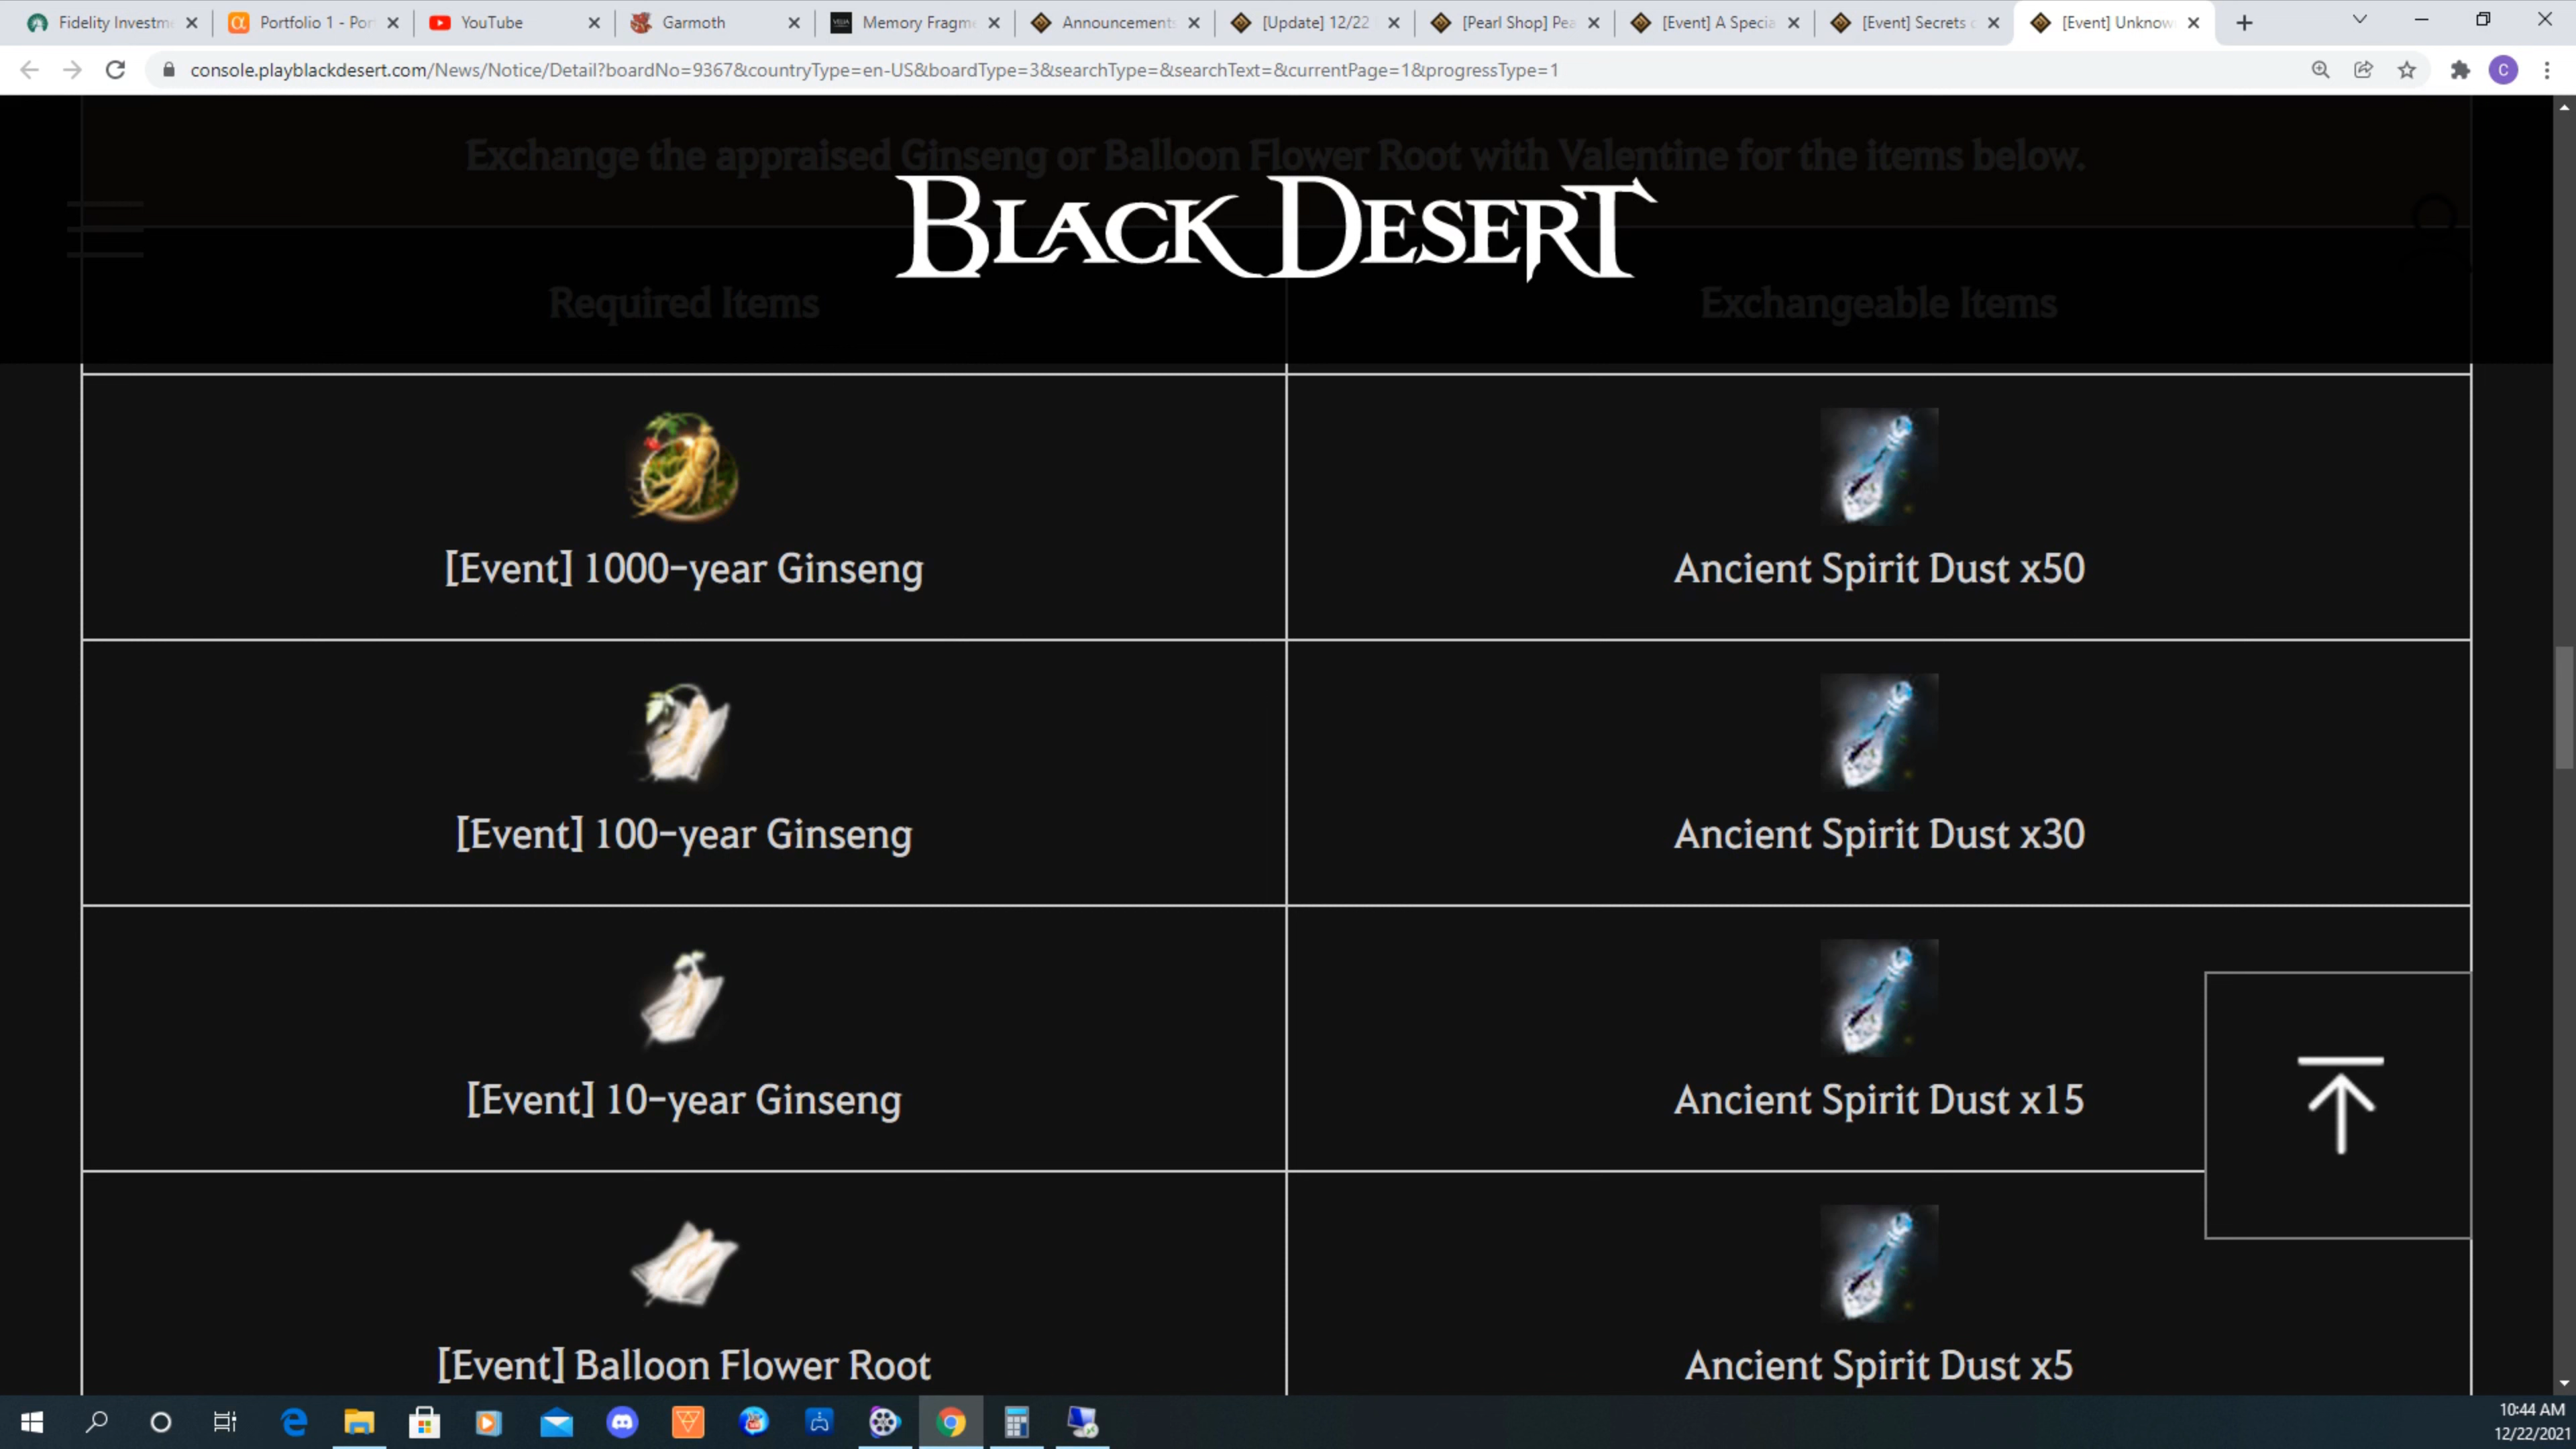 Fidelity Investm
Portfolio 1 - Por
YouTube
Garmoth
Memory Fragme
Announcement
[Update] 12/22
[Pearl Shop] Pea
[Event] A Specia
[Event] Secrets
[Event] Unknow
console.playblackdesert.com/News/Notice/Detail?boardNo=9367&countryType=en-US&boardType=3&searchType=&searchText=&currentPage=1&progressType=1
C
Exchange the appraised Ginseng or Balloon Flower Root with Valentine for the items below.
BLACK DESERT
Required Items
Exchangeable Items
[Event] 1000-year Ginseng
Ancient Spirit Dust x50
[Event] 100-year Ginseng
Ancient Spirit Dust x30
[Event] 10-year Ginseng
Ancient Spirit Dust x15
[Event] Balloon Flower Root
Ancient Spirit Dust x5
10:44 AM
12/22/2021